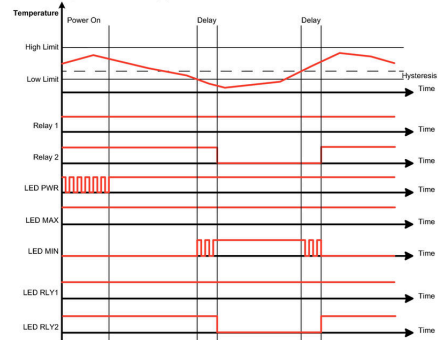 Temperature
Power On
Delay
Delay
High Limit
Hysteresis
Low Limit
Time
Relay 1
Time
Relay 2
Time
LED PWR
Time
LED MAX
Time
LED MIN
Time
LED RLY1
Time
LED RLY2
Time